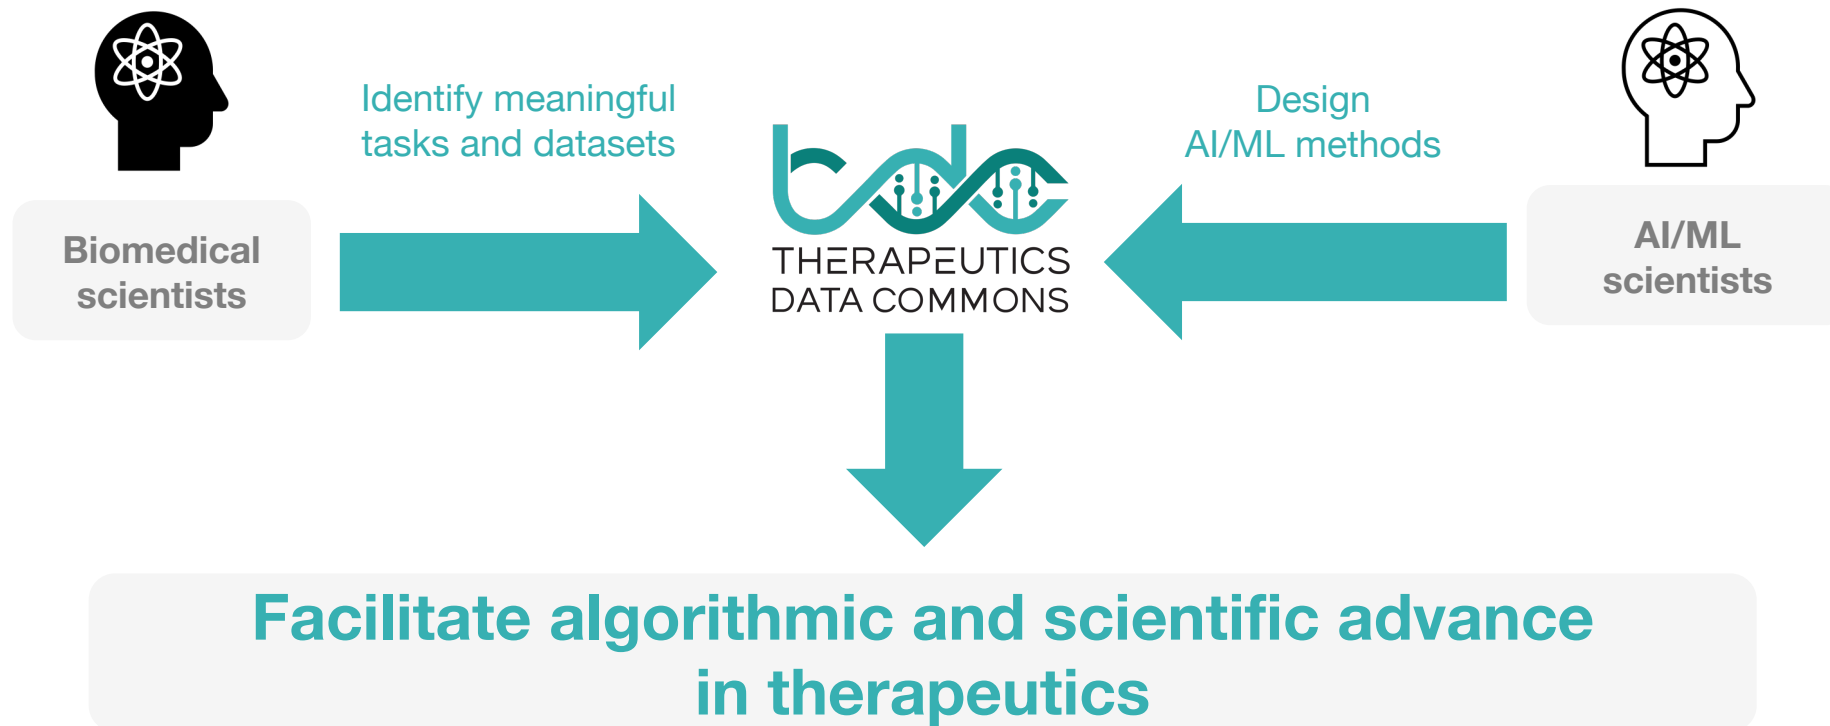 Identify meaningful
tasks and datasets
Design
AI/ML methods
Biomedical
scientists
tdc
THERAPEUTICS
DATA COMMONS
AI/ML
scientists
Facilitate algorithmic and scientific advance
in therapeutics